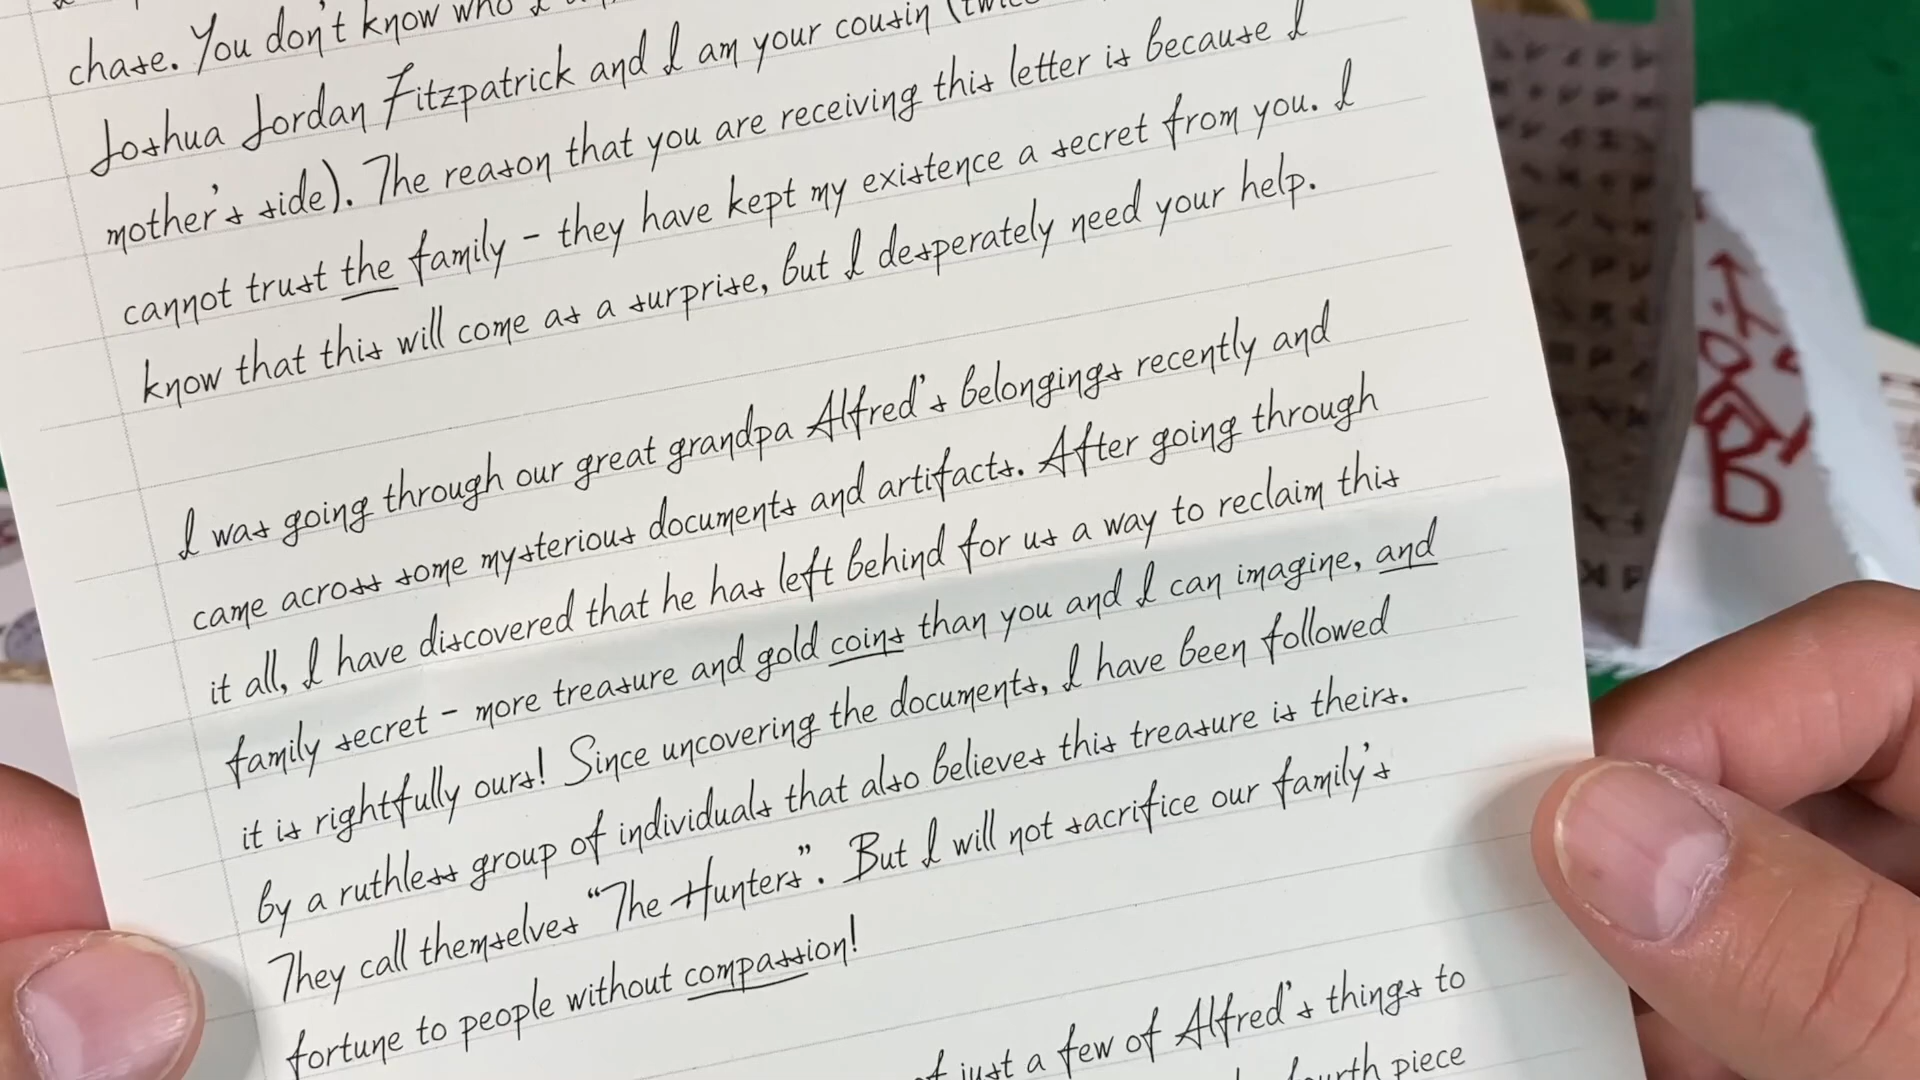 chase. You don't know who I
Joshua Jordan Fitzpatrick and I am your cousin (twice
mother's side). The reason that you are receiving this letter is because I
cannot trust the family - they have kept my existence a secret from you. I
know that this will come as a surprise, but I desperately need your help.
I was going through our great grandpa Alfred's belongings recently and
came across some mysterious documents and artifacts. After going through
it all, I have discovered that he has left behind for us a way to reclaim this
family secret - more treasure and gold coins than you and I can imagine, and
it is rightfully ours! Since uncovering the documents, I have been followed
by a ruthless group of individuals that also believes this treasure is theirs.
They call themselves "The Hunters". But I will not sacrifice our family's
fortune to people without compassion!
just a few of Alfred's things to
fourth piece